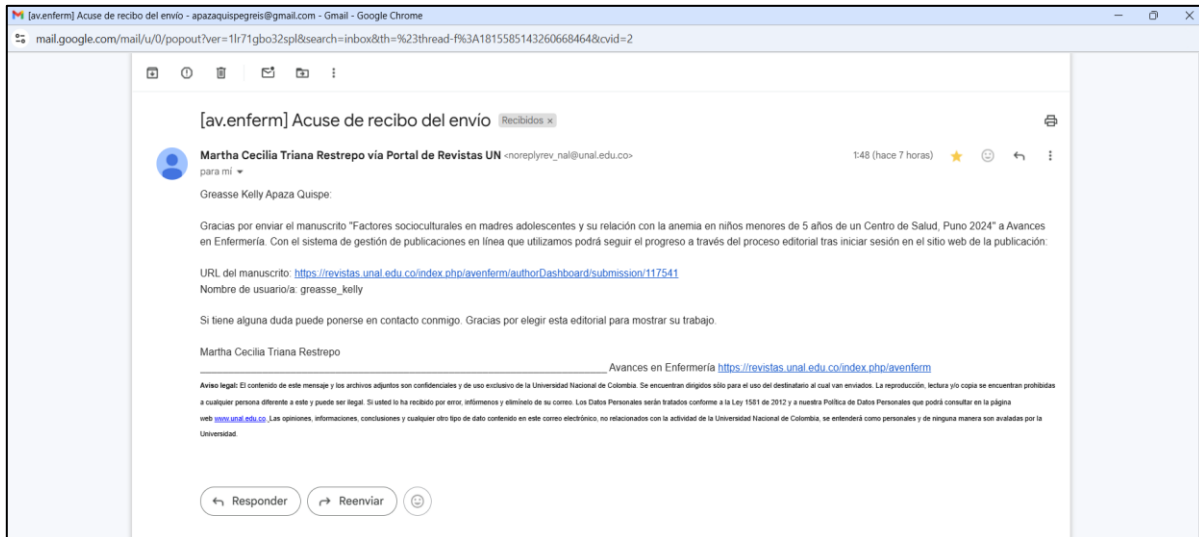 [av.enferm] Acuse de recibo del envío - apazaquispegreis@gmail.com - Gmail - Google Chrome
mail.google.com/mail/u/0/popout?ver=1lr71gbo32spl&search=inbox&th=%23thread-f%3A1815585143260668464&cvid=2
[av.enferm] Acuse de recibo del envío Recibidos x
Martha Cecilia Triana Restrepo vía Portal de Revistas UN <noreplyrev_nal@unal.edu.co> 1:48 (hace 7 horas)
para mí
Greasse Kelly Apaza Quispe:
Gracias por enviar el manuscrito "Factores socioculturales en madres adolescentes y su relación con la anemia en niños menores de 5 años de un Centro de Salud, Puno 2024" a Avances
en Enfermería. Con el sistema de gestión de publicaciones en línea que utilizamos podrá seguir el progreso a través del proceso editorial tras iniciar sesión en el sitio web de la publicación:
URL del manuscrito: https://revistas.unal.edu.co/index.php/avenferm/authorDashboard/submission/117541
Nombre de usuario/a: greasse_kelly
Si tiene alguna duda puede ponerse en contacto conmigo. Gracias por elegir esta editorial para mostrar su trabajo.
Martha Cecilia Triana Restrepo
Avances en Enfermería https://revistas.unal.edu.co/index.php/avenferm
Aviso legal: El contenido de este mensaje y los archivos adjuntos son confidenciales y de uso exclusivo de la Universidad Nacional de Colombia. Se encuentran dirigidos sólo para el uso del destinatario al cual van enviados. La reproducción, lectura y/o copia se encuentran prohibidas
a cualquier persona diferente a este y puede ser ilegal. Si usted lo ha recibido por error, infórmenos y elimínelo de su correo. Los Datos Personales serán tratados conforme a la Ley 1581 de 2012 y a nuestra Política de Datos Personales que podrá consultar en la página
web www.unal.edu.co. Las opiniones, informaciones, conclusiones y cualquier otro tipo de dato contenido en este correo electrónico, no relacionados con la actividad de la Universidad Nacional de Colombia, se entenderá como personales y de ninguna manera son avaladas por la
Universidad.
Responder Reenviar